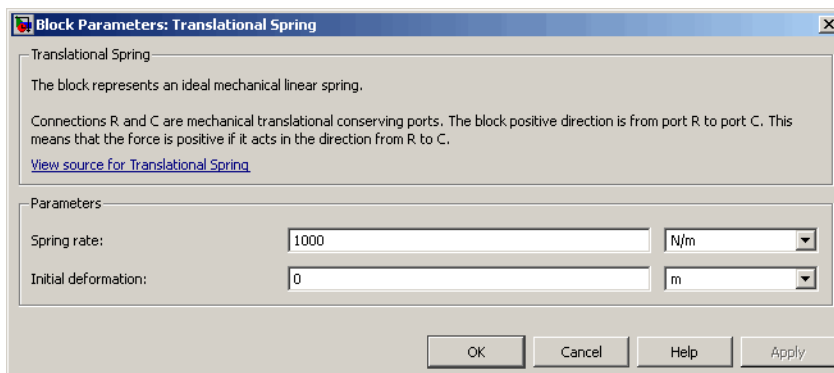 Block Parameters: Translational Spring
Translational Spring
The block represents an ideal mechanical linear spring.
Connections R and C are mechanical translational conserving ports. The block positive direction is from port R to port C. This
means that the force is positive if it acts in the direction from R to C.
View source for Translational Spring
Parameters
Spring rate: 1000 N/m
Initial deformation: 0 m
OK Cancel Help Apply